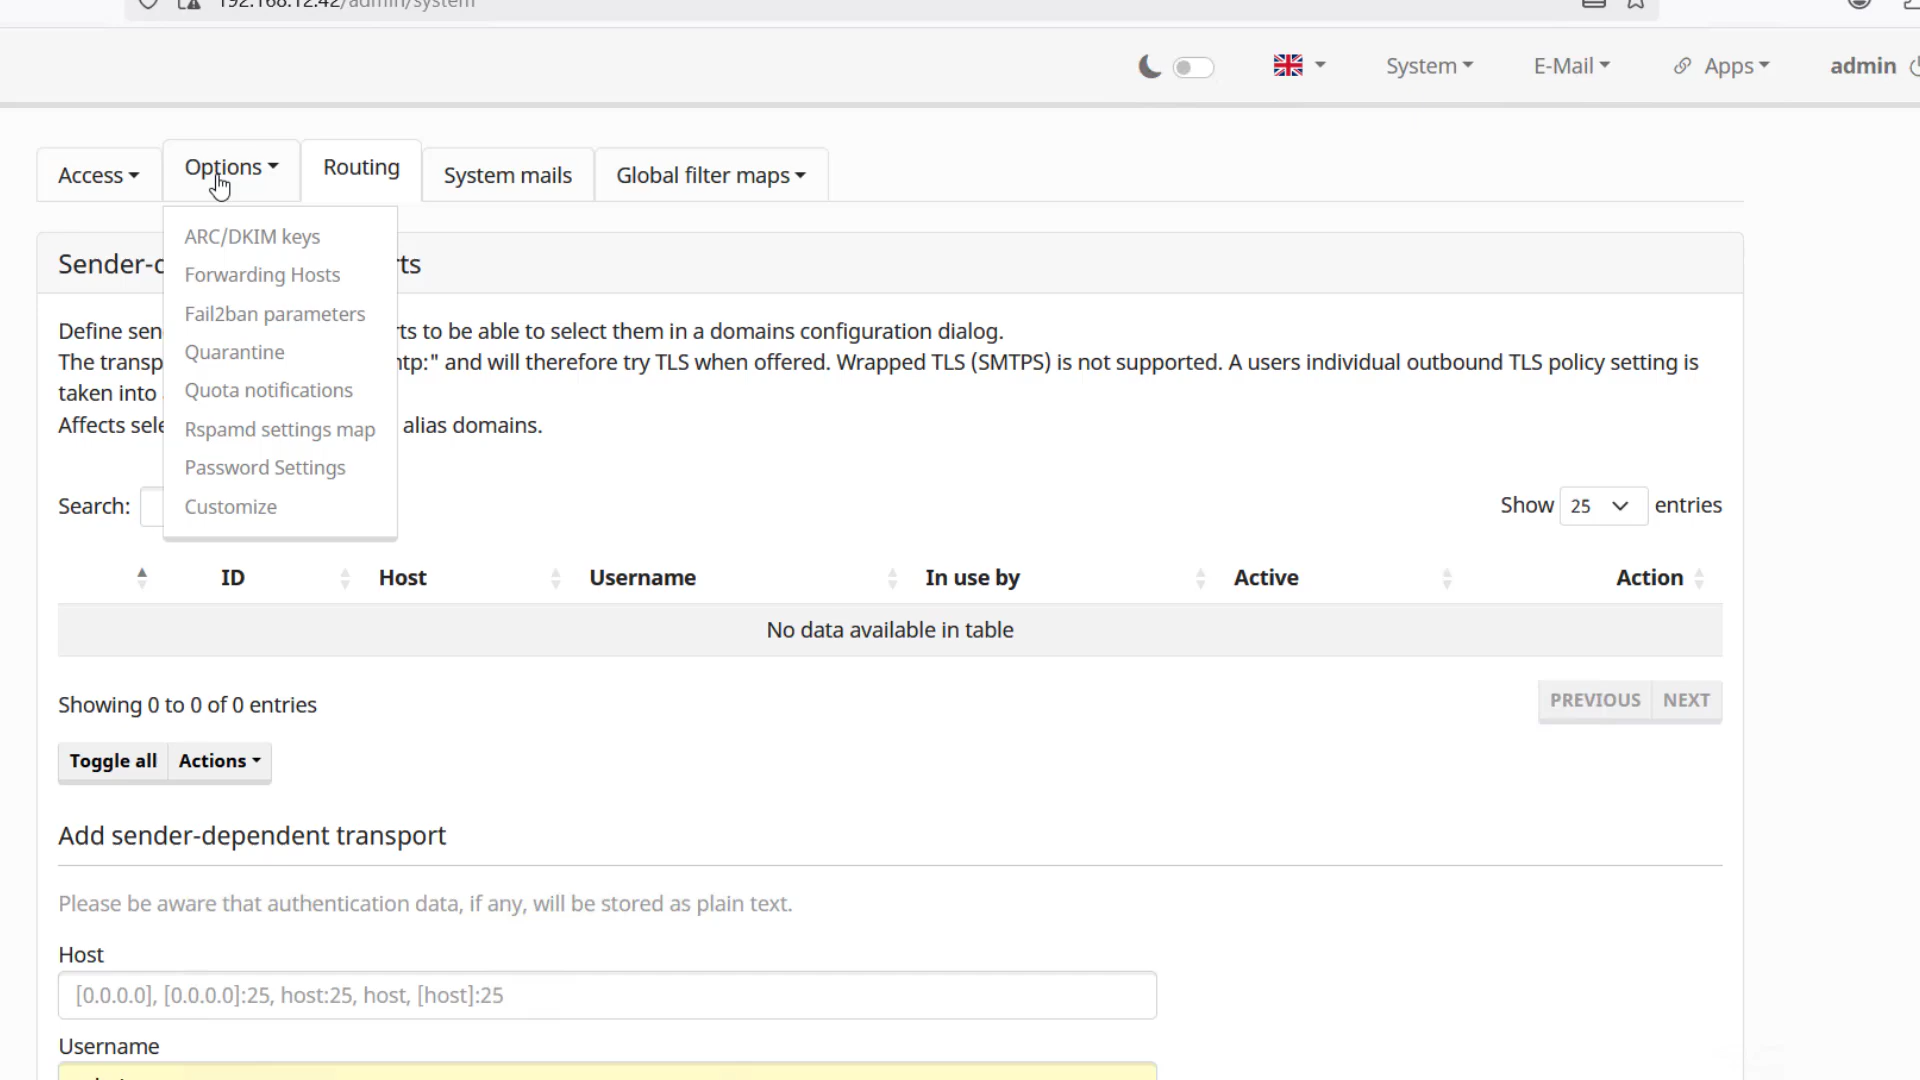 192.168.12.42/admin/system
System
E-Mail
Apps
admin
Access
Options
Routing
System mails
Global filter maps
ARC/DKIM keys
Forwarding Hosts
Fail2ban parameters
Quarantine
Quota notifications
Rspamd settings map
Password Settings
Customize
Sender-d ts
Define sen ts to be able to select them in a domains configuration dialog.
The transp tp:" and will therefore try TLS when offered. Wrapped TLS (SMTPS) is not supported. A users individual outbound TLS policy setting is
taken into
Affects sele alias domains.
Search:
Show 25 entries
ID Host Username In use by Active Action
No data available in table
Showing 0 to 0 of 0 entries
PREVIOUS NEXT
Toggle all Actions
Add sender-dependent transport
Please be aware that authentication data, if any, will be stored as plain text.
Host
[0.0.0.0], [0.0.0.0]:25, host:25, host, [host]:25
Username